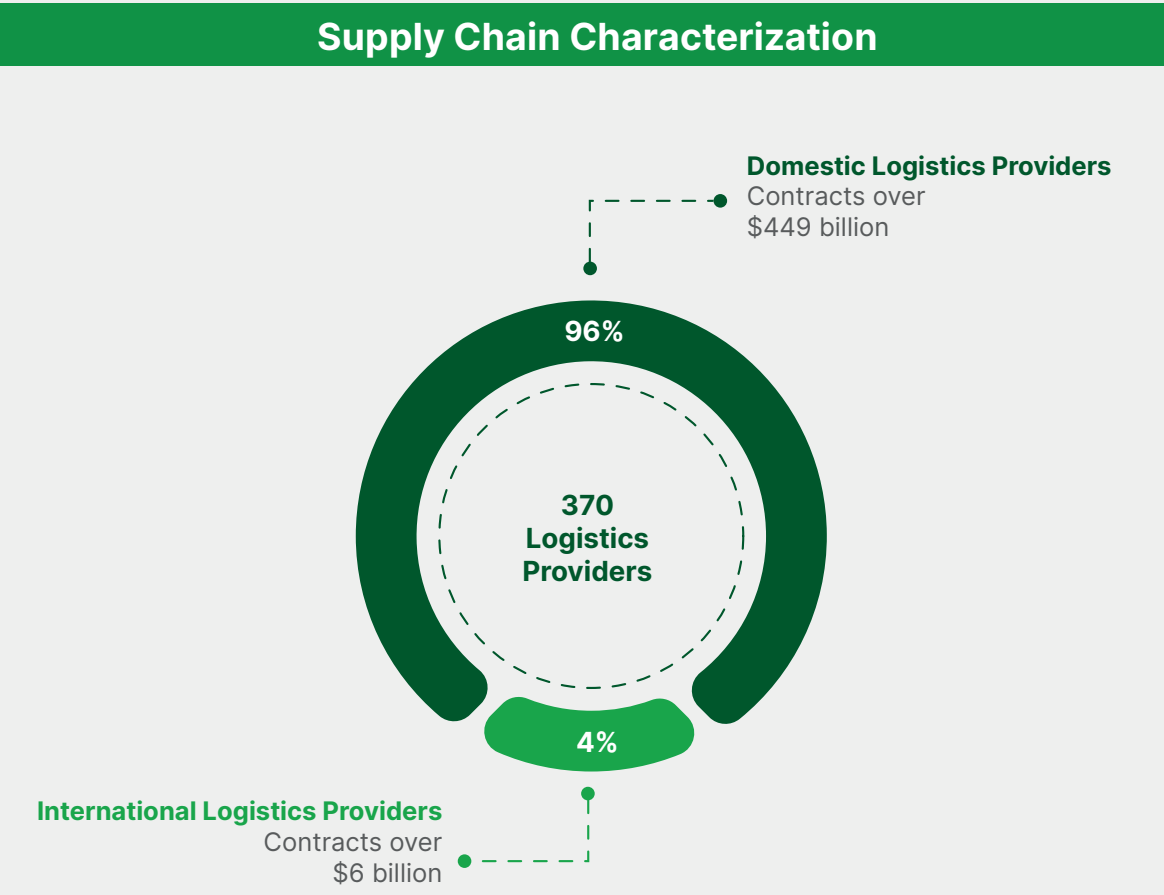 Supply Chain Characterization
Domestic Logistics Providers
Contracts over
$449 billion
96%
370
Logistics
Providers
4%
International Logistics Providers
Contracts over
$6 billion